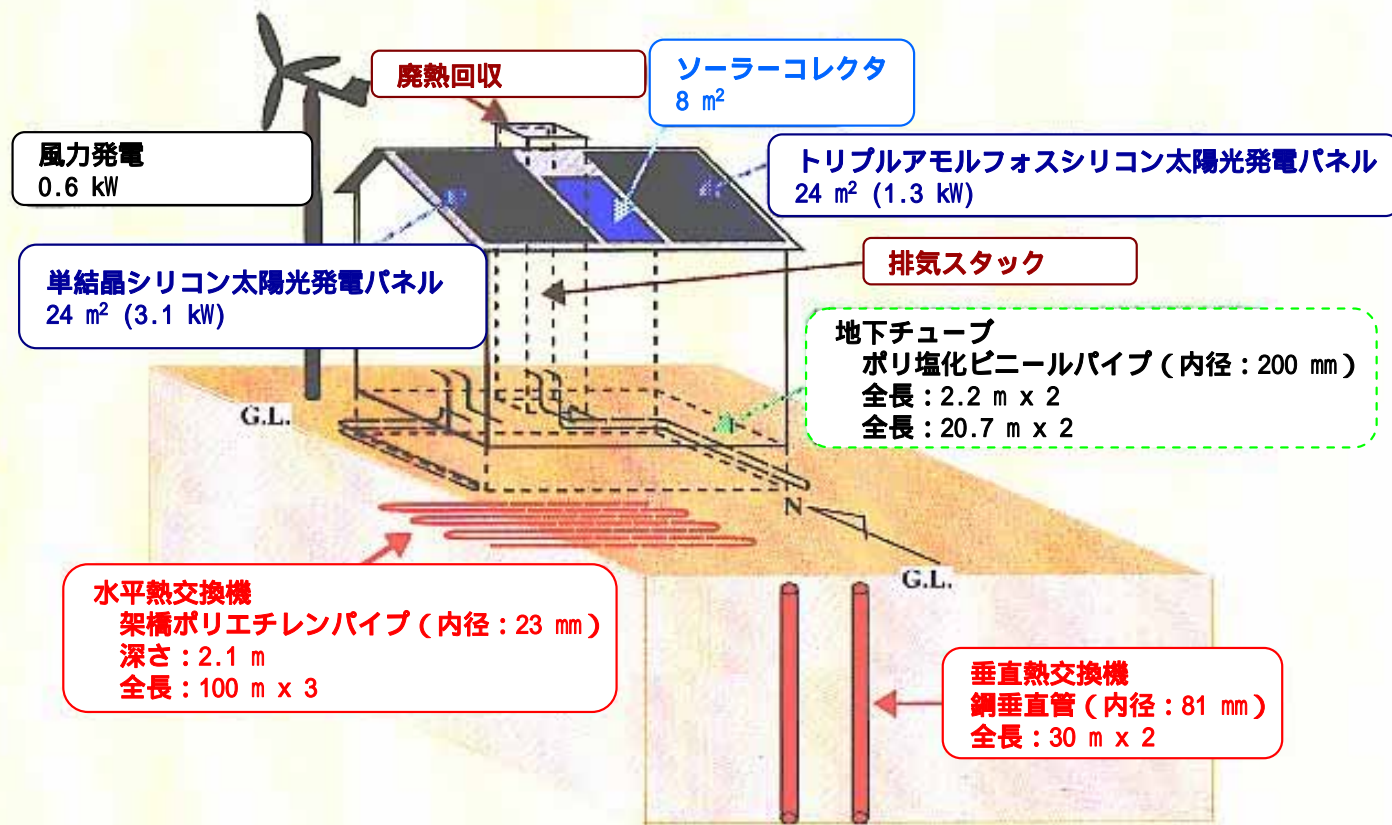 廃熱回収
ソーラーコレクタ
8 m²
風力発電
0.6 kW
トリプルアモルフォスシリコン太陽光発電パネル
24 m² (1.3 kW)
単結晶シリコン太陽光発電パネル
24 m² (3.1 kW)
排気スタック
地下チューブ
ポリ塩化ビニールパイプ(内径:200 mm)
全長:2.2 m x 2
全長:20.7 m x 2
G.L.
N
G.L.
水平熱交換機
架橋ポリエチレンパイプ(内径:23 mm)
深さ:2.1 m
全長:100 m x 3
垂直熱交換機
鋼垂直管(内径:81 mm)
全長:30 m x 2